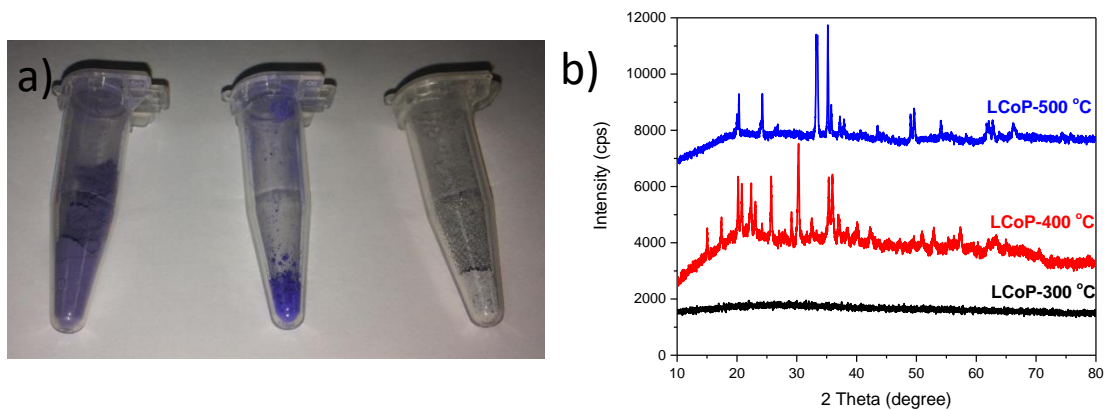 a)
b)
12000
10000
8000
6000
4000
2000
0
Intensity (cps)
LCoP-500 °C
LCoP-400 °C
LCoP-300 °C
10 20 30 40 50 60 70 80
2 Theta (degree)